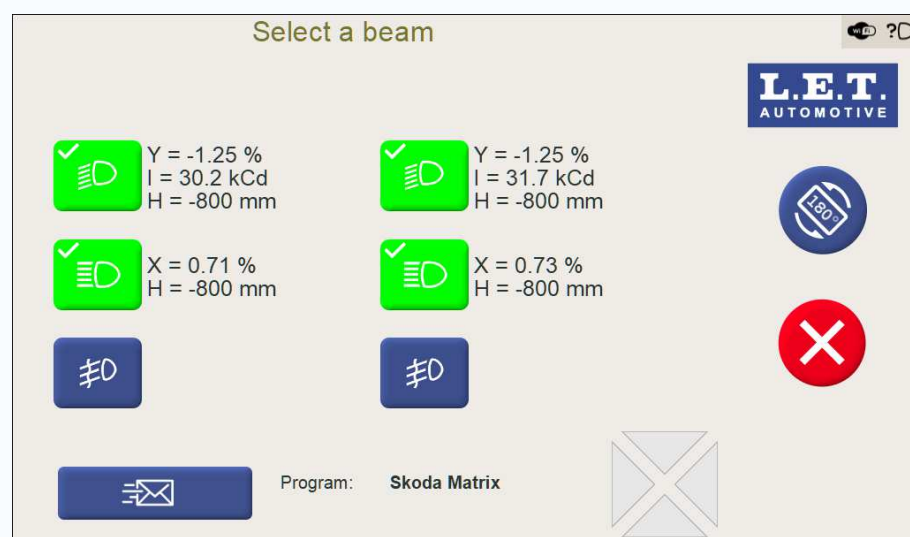 Select a beam
WiFi ?
L.E.T.
AUTOMOTIVE
Y = -1.25 %
I = 30.2 kCd
H = -800 mm
Y = -1.25 %
I = 31.7 kCd
H = -800 mm
180°
X = 0.71 %
H = -800 mm
X = 0.73 %
H = -800 mm
Program: Skoda Matrix